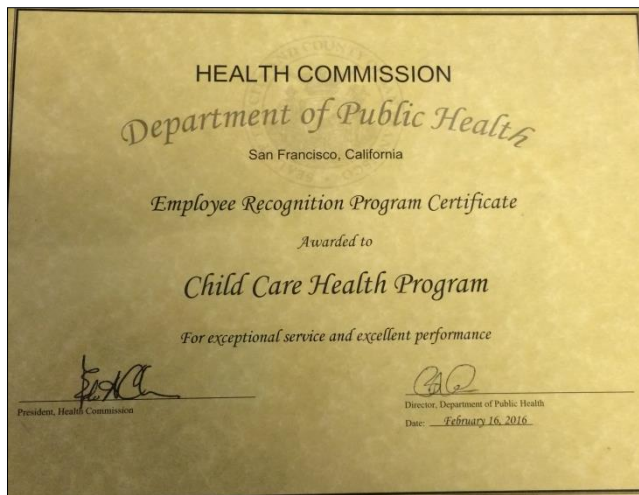 HEALTH COMMISSION
Department of Public Health
San Francisco, California
Employee Recognition Program Certificate
Awarded to
Child Care Health Program
For exceptional service and excellent performance
President, Health Commission
Director, Department of Public Health
Date: February 16, 2016